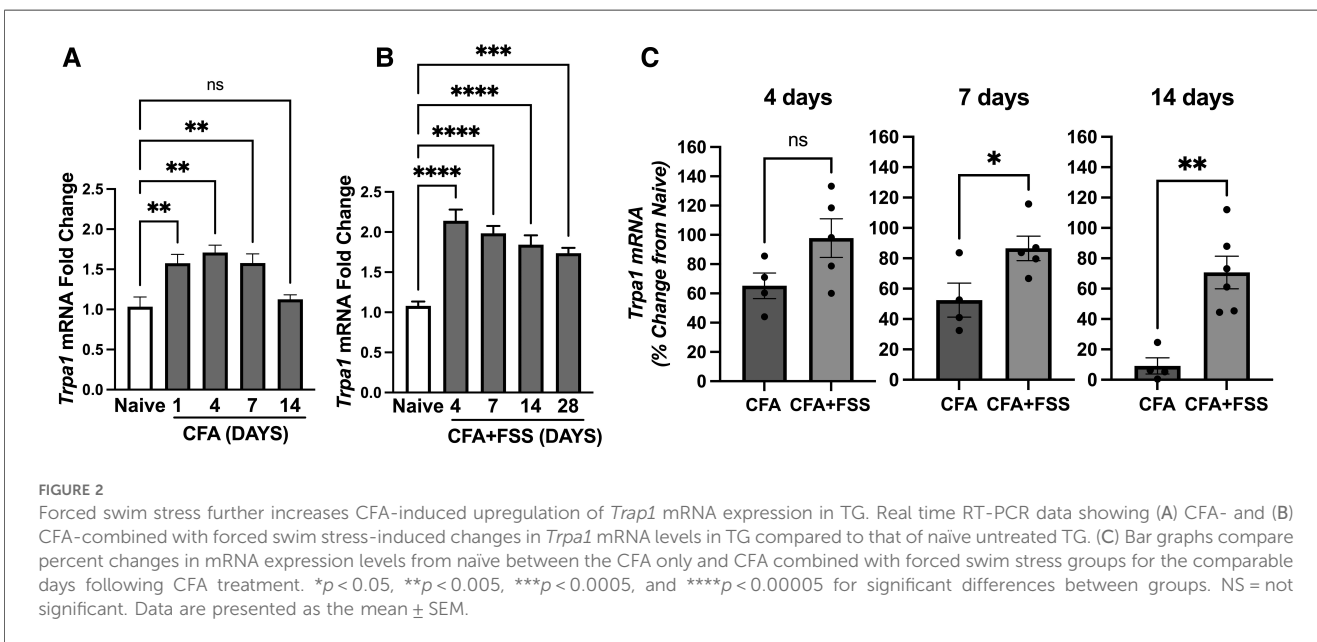 A
ns
**
**
**
Trpa1 mRNA Fold Change
2.5
2.0
1.5
1.0
0.5
0.0
Naive 1 4 7 14
CFA (DAYS)
B
***
****
****
****
Trpa1 mRNA Fold Change
2.5
2.0
1.5
1.0
0.5
0.0
Naive 4 7 14 28
CFA+FSS (DAYS)
C
Trpa1 mRNA
(% Change from Naive)
4 days
ns
160
140
120
100
80
60
40
20
0
CFA CFA+FSS
7 days
*
160
140
120
100
80
60
40
20
0
CFA CFA+FSS
14 days
**
160
140
120
100
80
60
40
20
0
CFA CFA+FSS
FIGURE 2
Forced swim stress further increases CFA-induced upregulation of Trap1 mRNA expression in TG. Real time RT-PCR data showing (A) CFA- and (B)
CFA-combined with forced swim stress-induced changes in Trpa1 mRNA levels in TG compared to that of naïve untreated TG. (C) Bar graphs compare
percent changes in mRNA expression levels from naïve between the CFA only and CFA combined with forced swim stress groups for the comparable
days following CFA treatment. *p < 0.05, **p < 0.005, ***p < 0.0005, and ****p < 0.00005 for significant differences between groups. NS = not
significant. Data are presented as the mean ± SEM.